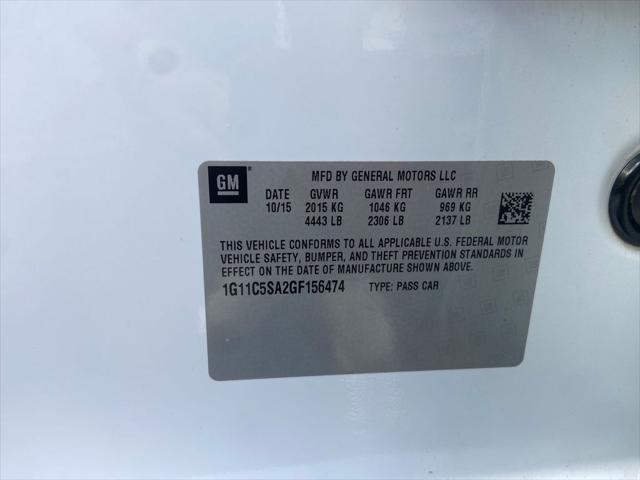 GM MFD BY GENERAL MOTORS LLC
DATE GVWR GAWR FRT GAWR RR
10/15 2015 KG 1046 KG 969 KG
4443 LB 2306 LB 2137 LB
THIS VEHICLE CONFORMS TO ALL APPLICABLE U.S. FEDERAL MOTOR
VEHICLE SAFETY, BUMPER, AND THEFT PREVENTION STANDARDS IN
EFFECT ON THE DATE OF MANUFACTURE SHOWN ABOVE.
1G11C5SA2GF156474 TYPE: PASS CAR